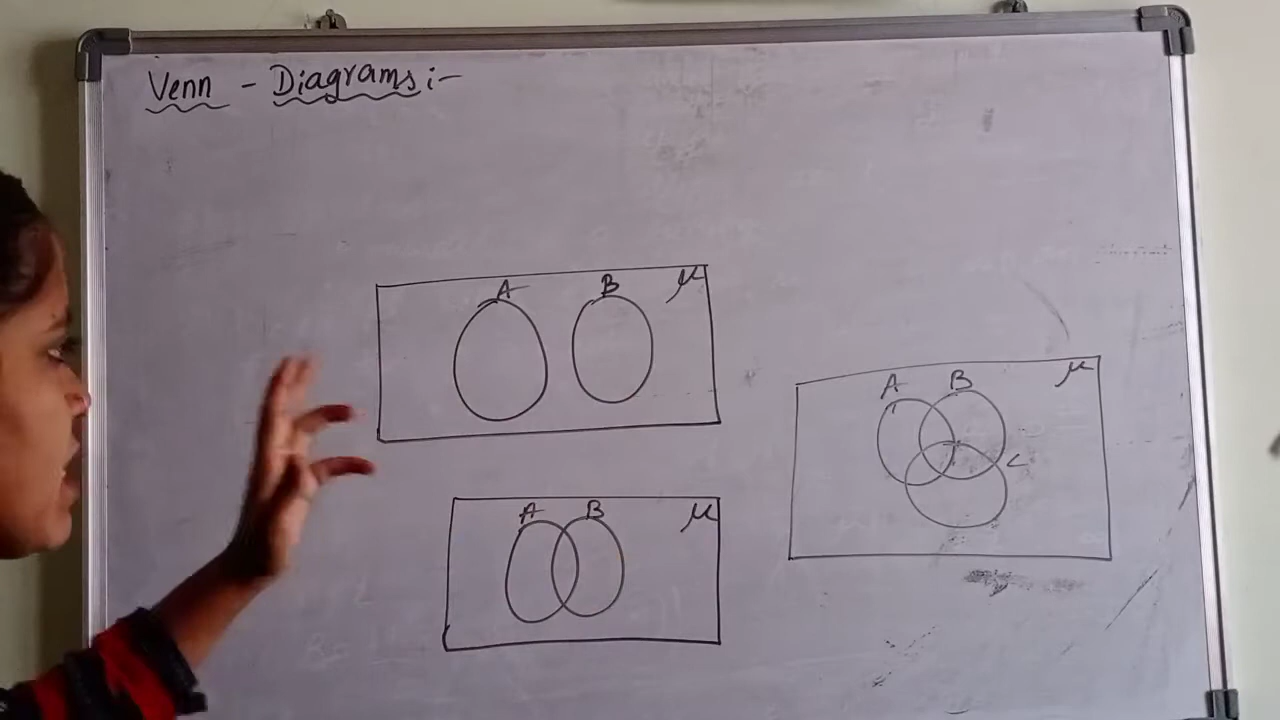 Venn - Diagrams:-
A B μ
A B μ
A B C μ